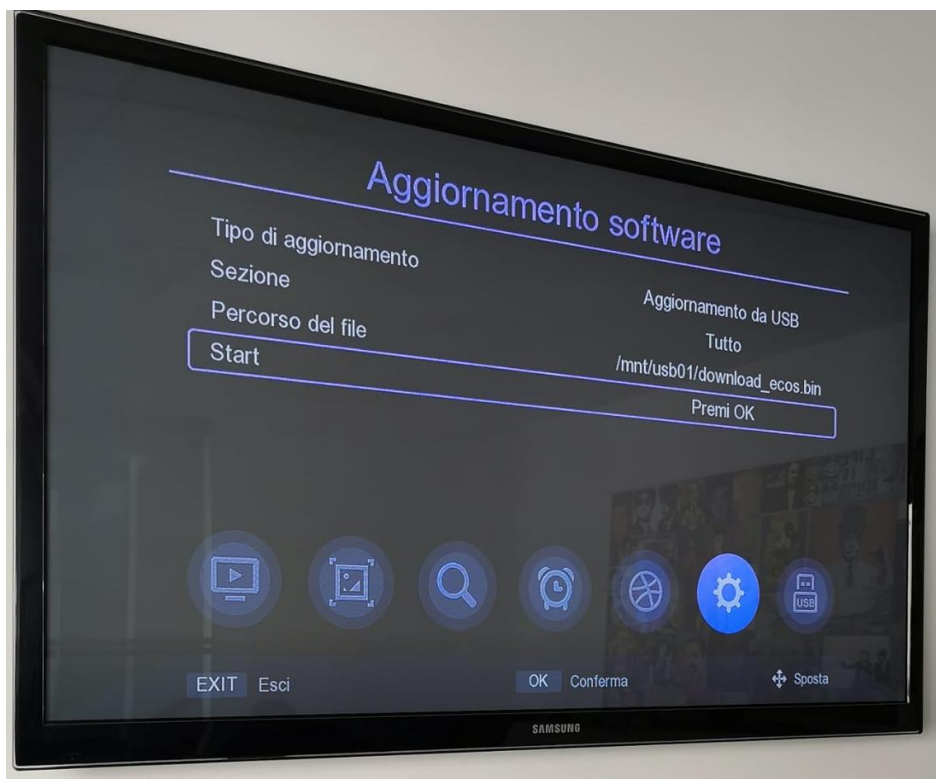 Aggiornamento software
Tipo di aggiornamento Aggiornamento da USB
Sezione Tutto
Percorso del file /mnt/usb01/download_ecos.bin
Start Premi OK
USB
EXIT Esci OK Conferma Sposta
SAMSUNG